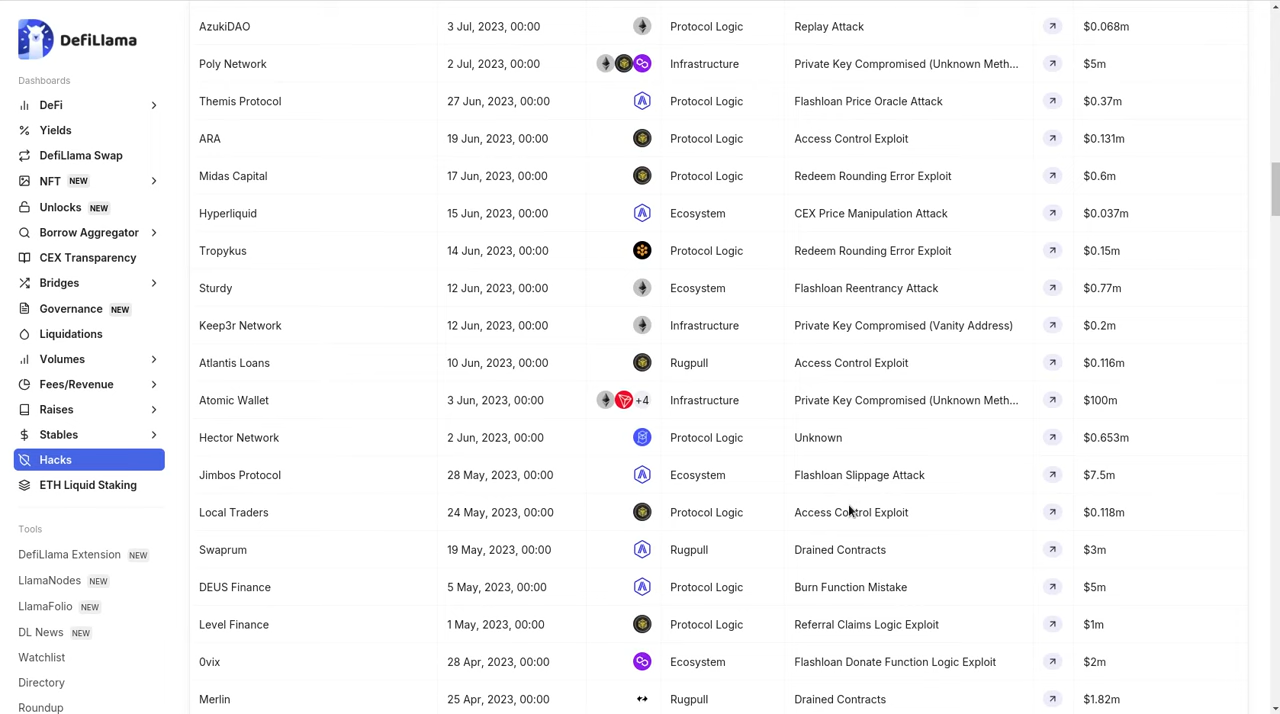 DefiLlama
Dashboards
DeFi
Yields
DefiLlama Swap
NFT NEW
Unlocks NEW
Borrow Aggregator
CEX Transparency
Bridges
Governance NEW
Liquidations
Volumes
Fees/Revenue
Raises
Stables
Hacks
ETH Liquid Staking
Tools
DefiLlama Extension NEW
LlamaNodes NEW
LlamaFolio NEW
DL News NEW
Watchlist
Directory
Roundup
AzukiDAO 3 Jul, 2023, 00:00 Protocol Logic Replay Attack $0.068m
Poly Network 2 Jul, 2023, 00:00 Infrastructure Private Key Compromised (Unknown Meth... $5m
Themis Protocol 27 Jun, 2023, 00:00 Protocol Logic Flashloan Price Oracle Attack $0.37m
ARA 19 Jun, 2023, 00:00 Protocol Logic Access Control Exploit $0.131m
Midas Capital 17 Jun, 2023, 00:00 Protocol Logic Redeem Rounding Error Exploit $0.6m
Hyperliquid 15 Jun, 2023, 00:00 Ecosystem CEX Price Manipulation Attack $0.037m
Tropykus 14 Jun, 2023, 00:00 Protocol Logic Redeem Rounding Error Exploit $0.15m
Sturdy 12 Jun, 2023, 00:00 Ecosystem Flashloan Reentrancy Attack $0.77m
Keep3r Network 12 Jun, 2023, 00:00 Infrastructure Private Key Compromised (Vanity Address) $0.2m
Atlantis Loans 10 Jun, 2023, 00:00 Rugpull Access Control Exploit $0.116m
Atomic Wallet 3 Jun, 2023, 00:00 +4 Infrastructure Private Key Compromised (Unknown Meth... $100m
Hector Network 2 Jun, 2023, 00:00 Protocol Logic Unknown $0.653m
Jimbos Protocol 28 May, 2023, 00:00 Ecosystem Flashloan Slippage Attack $7.5m
Local Traders 24 May, 2023, 00:00 Protocol Logic Access Control Exploit $0.118m
Swaprum 19 May, 2023, 00:00 Rugpull Drained Contracts $3m
DEUS Finance 5 May, 2023, 00:00 Protocol Logic Burn Function Mistake $5m
Level Finance 1 May, 2023, 00:00 Protocol Logic Referral Claims Logic Exploit $1m
0vix 28 Apr, 2023, 00:00 Ecosystem Flashloan Donate Function Logic Exploit $2m
Merlin 25 Apr, 2023, 00:00 Rugpull Drained Contracts $1.82m